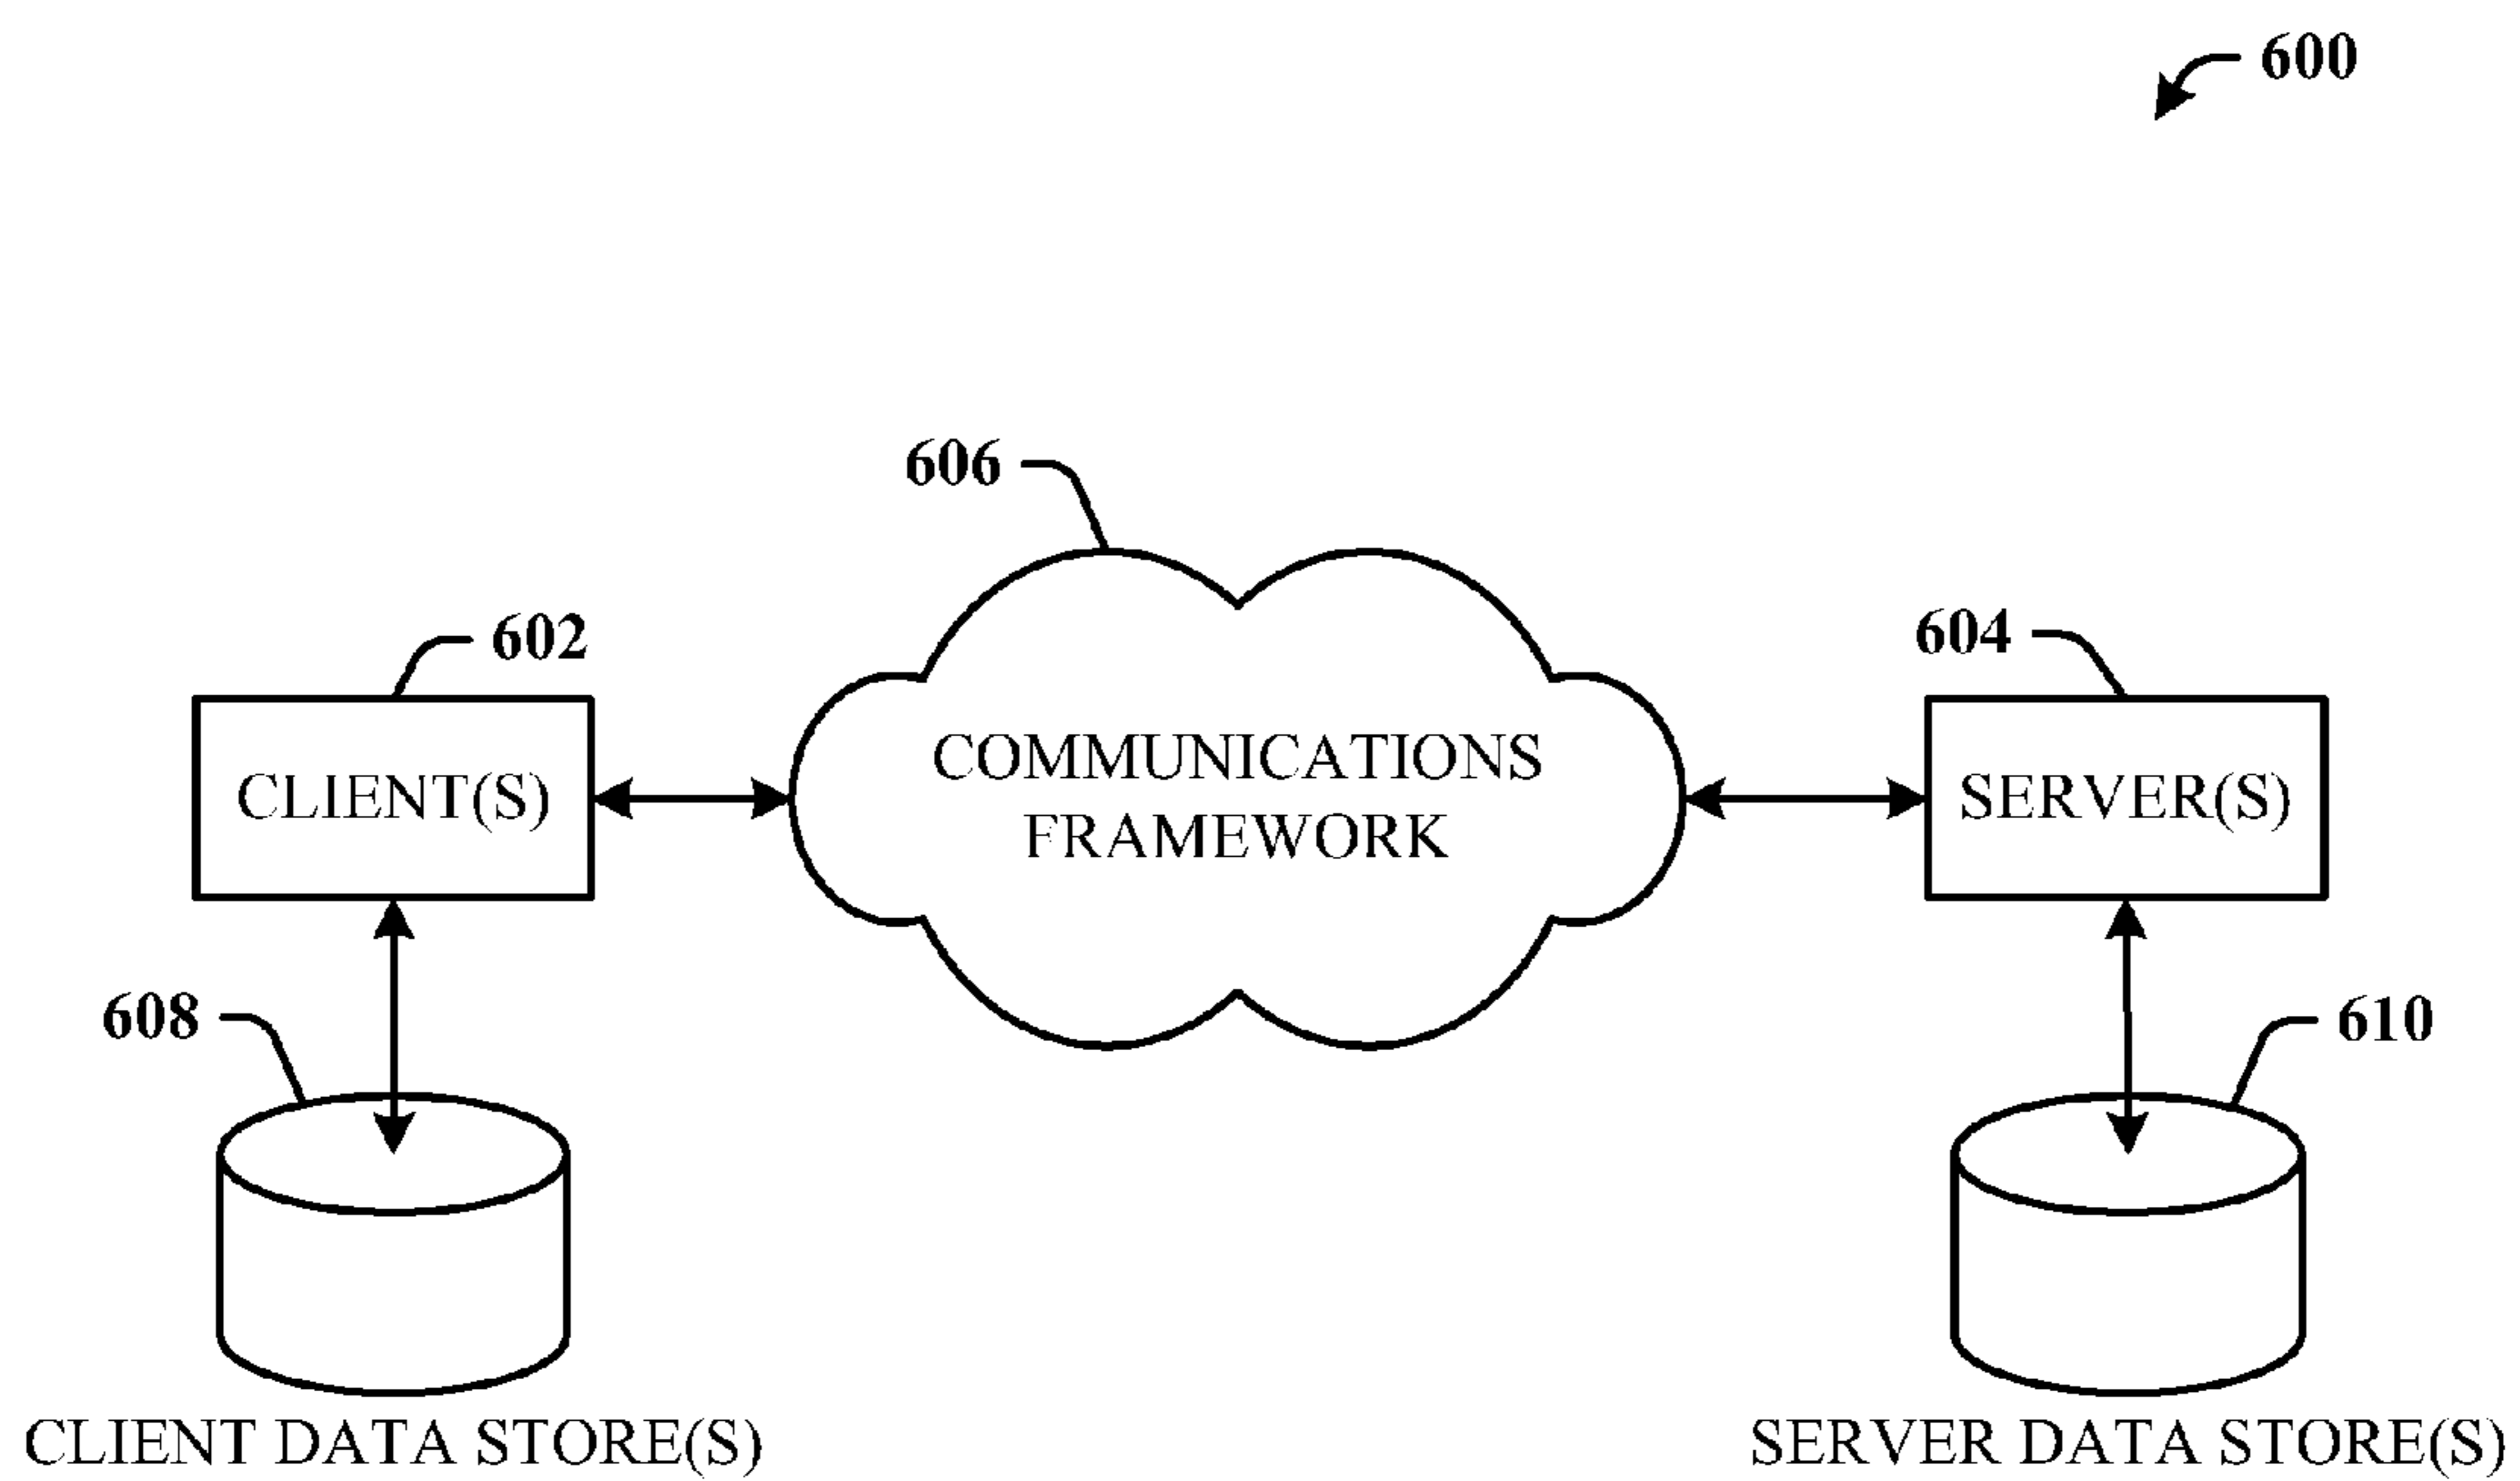 600
606
602
604
COMMUNICATIONS
FRAMEWORK
CLIENT(S)
SERVER(S)
608
610
CLIENT DATA STORE(S)
SERVER DATA STORE(S)